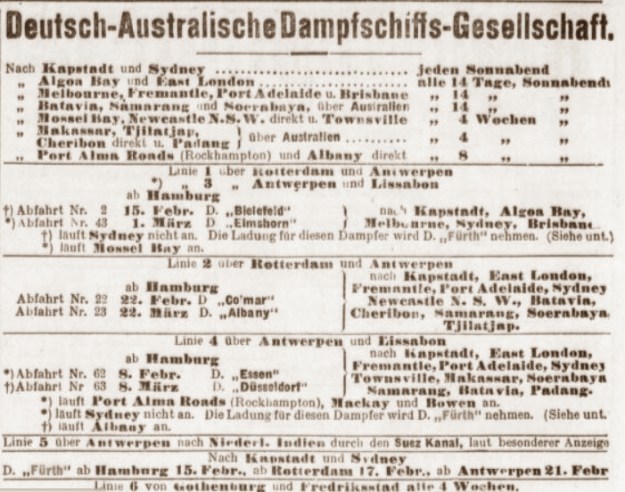 Deutsch-Australische Dampfschiffs-Gesellschaft.
Nach Kapstadt und Sydney .......................... jeden Sonnabend
„ Algoa Bay und East London ..................... alle 14 Tage, Sonnabends
„ Melbourne, Fremantle, Port Adelaide u. Brisbane „ 14 „ „
„ Batavia, Samarang und Soerabaya, über Australien „ 14 „ „
„ Mossel Bay, Newcastle N. S. W. direkt u. Townsville „ 4 Wochen „
„ Makassar, Tjilatjap,
Cheribon direkt u. Padang } über Australien .......... „ 4 „ „
„ Port Alma Roads (Rockhampton) und Albany direkt „ 8 „ „
Linie 1 über Rotterdam und Antwerpen
*) „ 3 „ Antwerpen und Lissabon
ab Hamburg
†) Abfahrt Nr. 2 15. Febr. D. „Bielefeld“ } nach Kapstadt, Algoa Bay,
*) Abfahrt Nr. 43 1. März D. „Elmshorn“ } Melbourne, Sydney, Brisbane
†) läuft Sydney nicht an. Die Ladung für diesen Dampfer wird D. „Fürth“ nehmen. (Siehe unt.)
*) läuft Mossel Bay an.
Linie 2 über Rotterdam und Antwerpen
ab Hamburg
Abfahrt Nr. 22 22. Febr. D „Colmar“
Abfahrt Nr. 23 22. März D. „Albany“
nach Kapstadt, East London,
Fremantle, Port Adelaide, Sydney
Newcastle N. S. W., Batavia,
Cheribon, Samarang, Soerabaya
Tjilatjap.
Linie 4 über Antwerpen und Lissabon
ab Hamburg
*) Abfahrt Nr. 62 8. Febr. D. „Essen“
†) Abfahrt Nr 63 8. März D. „Düsseldorf“
nach Kapstadt, East London,
Fremantle, Port Adelaide, Sydney
Townsville, Makassar, Soerabaya
Samarang, Batavia, Padang.
*) läuft Port Alma Roads (Rockhampton), Mackay und Bowen an.
*) läuft Sydney nicht an. Die Ladung für diesen Dampfer wird D. „Fürth“ nehmen. (Siehe unt.
†) läuft Albany an.
Linie 5 über Antwerpen nach Niederl. Indien durch den Suez Kanal, laut besonderer Anzeige
Nach Kapstadt und Sydney
D. „Fürth“ ab Hamburg 15. Febr., ab Rotterdam 17. Febr., ab Antwerpen 21. Febr
Linie 6 von Gothenburg und Fredriksstad alle 4 Wochen.